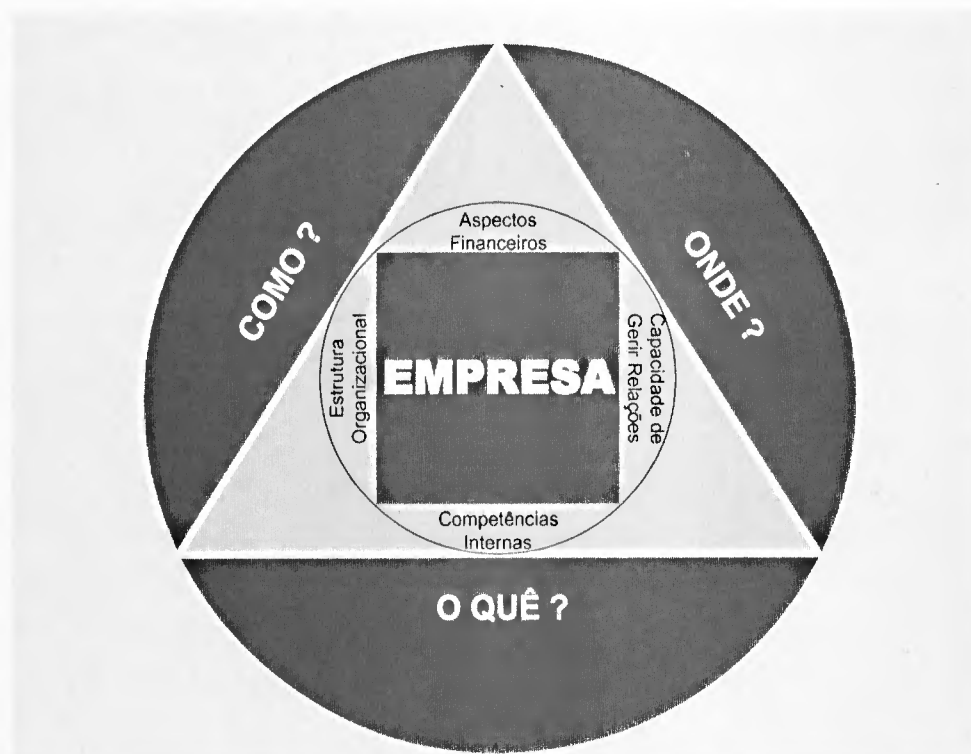 COMO ?
ONDE ?
Aspectos
Financeiros
Estrutura
Organizacional
EMPRESA
Capacidade de
Gerir Relações
Competências
Internas
O QUÊ ?